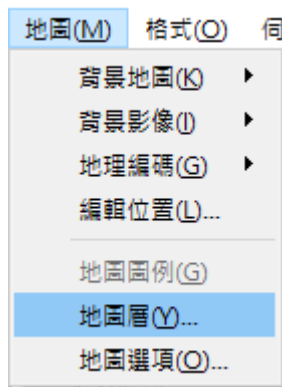 地圖(M) 格式(O) 伺
背景地圖(K)
背景影像(I)
地理編碼(G)
編輯位置(L)...
地圖圖例(G)
地圖層(Y)...
地圖選項(O)...